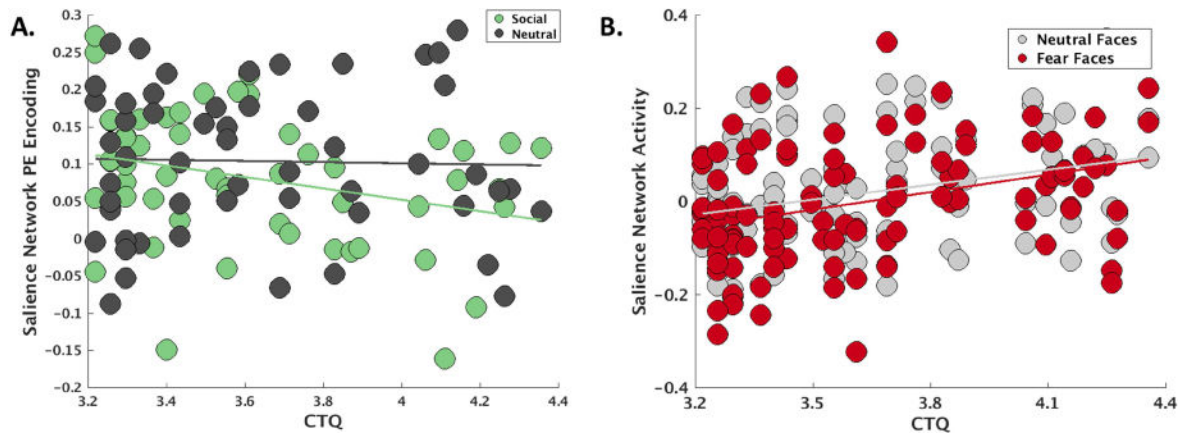 A.
Salience Network PE Encoding
0.3
0.25
0.2
0.15
0.1
0.05
0
-0.05
-0.1
-0.15
-0.2
3.2 3.4 3.6 3.8 4 4.2 4.4
CTQ
Social
Neutral
B.
Salience Network Activity
0.4
0.2
0
-0.2
-0.4
3.2 3.5 3.8 4.1 4.4
CTQ
Neutral Faces
Fear Faces